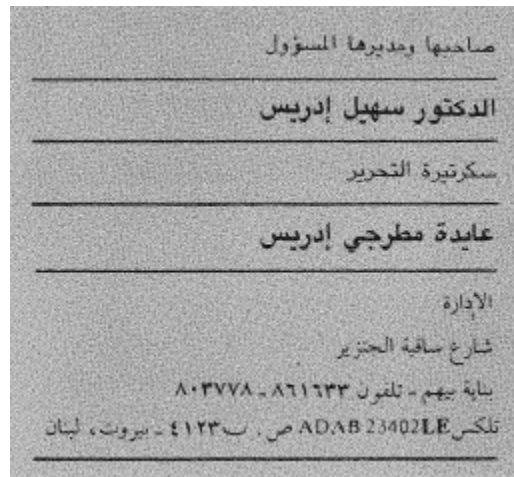 صاحبها ومديرها المسؤول
الدكتور سهيل إدريس
سكرتيرة التحرير
عايدة مطرجي إدريس
الإدارة
شارع ساقية الجنزير
بناية بيهم ـ تلفون ٨٦١٦٣٣ ـ ٨٠٣٧٧٨
تلكس ADAB 23402LE ص. ب ٤١٢٣ ـ بيروت، لبنان